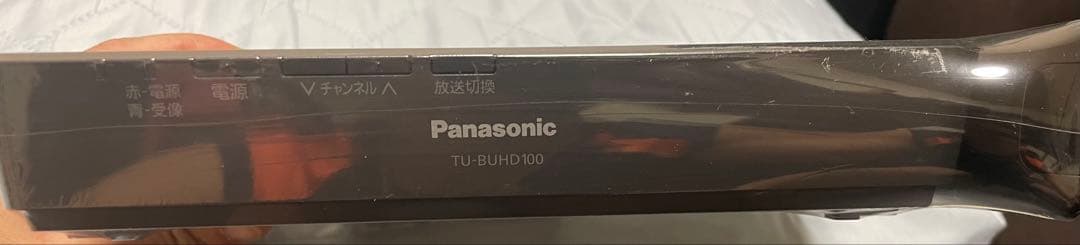 赤-電源
青-受像
電源
∨ チャンネル ∧
放送切換
Panasonic
TU-BUHD100